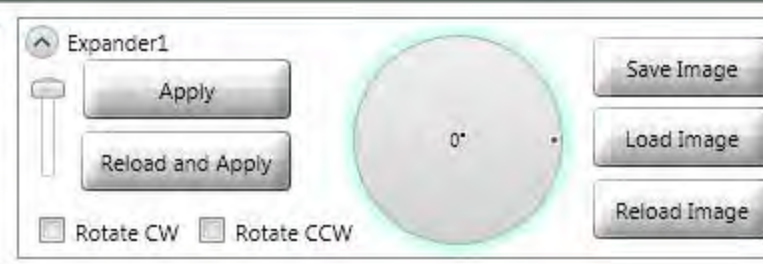 Expander1
Apply
Reload and Apply
Rotate CW
Rotate CCW
0°
Save Image
Load Image
Reload Image